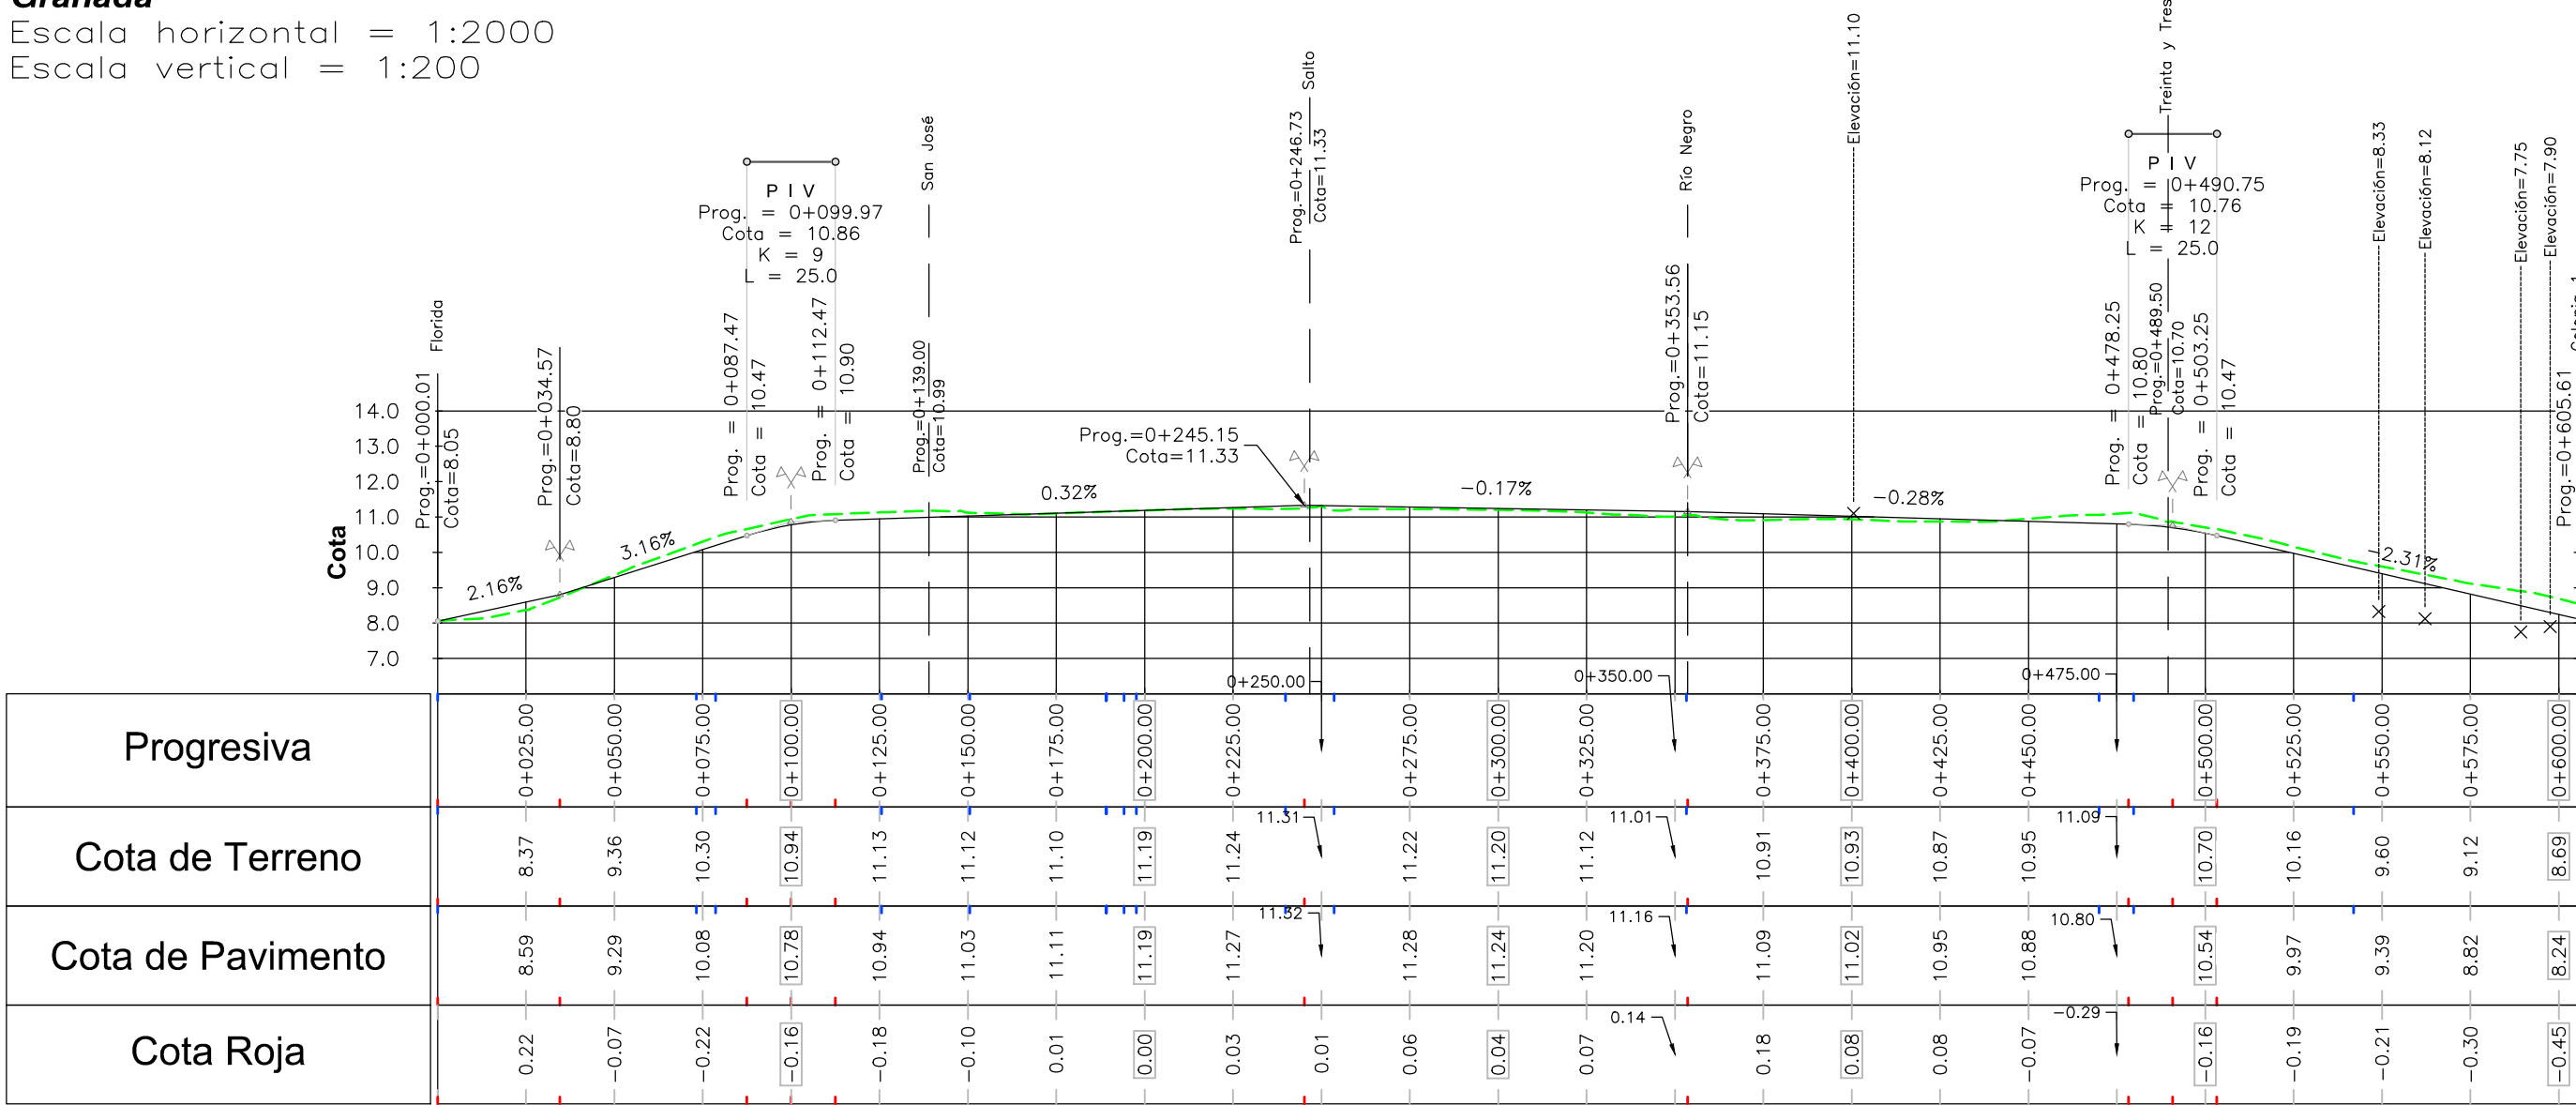 Granada
Escala horizontal = 1:2000
Escala vertical = 1:200
Florida
Prog.=0+000.01
Cota=8.05
Prog.=0+034.57
Cota=8.80
P I V
Prog. = 0+099.97
Cota = 10.86
K = 9
L = 25.0
Prog. = 0+087.47
Cota = 10.47
Prog. = 0+112.47
Cota = 10.90
San José
Prog.=0+139.00
Cota=10.99
Prog.=0+245.15
Cota=11.33
Salto
Prog.=0+246.73
Cota=11.33
Río Negro
Prog.=0+353.56
Cota=11.15
Elevación=11.10
Treinta y Tres
P I V
Prog. = 0+490.75
Cota = 10.76
K = 12
L = 25.0
Prog. = 0+478.25
Cota = 10.80
Prog.=0+489.50
Cota=10.70
Prog. = 0+503.25
Cota = 10.47
Elevación=8.33
Elevación=8.12
Elevación=7.75
Elevación=7.90
Prog.=0+605.61
Cota
14.0
13.0
12.0
11.0
10.0
9.0
8.0
7.0
2.16%
3.16%
0.32%
-0.17%
-0.28%
-2.31%
Progresiva
0+025.00 0+050.00 0+075.00 0+100.00 0+125.00 0+150.00 0+175.00 0+200.00 0+225.00 0+250.00 0+275.00 0+300.00 0+325.00 0+350.00 0+375.00 0+400.00 0+425.00 0+450.00 0+475.00 0+500.00 0+525.00 0+550.00 0+575.00 0+600.00
Cota de Terreno
8.37 9.36 10.30 10.94 11.13 11.12 11.10 11.19 11.24 11.31 11.22 11.20 11.12 11.01 10.91 10.93 10.87 10.95 11.09 10.70 10.16 9.60 9.12 8.69
Cota de Pavimento
8.59 9.29 10.08 10.78 10.94 11.03 11.11 11.19 11.27 11.32 11.28 11.24 11.20 11.16 11.09 11.02 10.95 10.88 10.80 10.54 9.97 9.39 8.82 8.24
Cota Roja
0.22 -0.07 -0.22 -0.16 -0.18 -0.10 0.01 0.00 0.03 0.01 0.06 0.04 0.07 0.14 0.18 0.08 0.08 -0.07 -0.29 -0.16 -0.19 -0.21 -0.30 -0.45